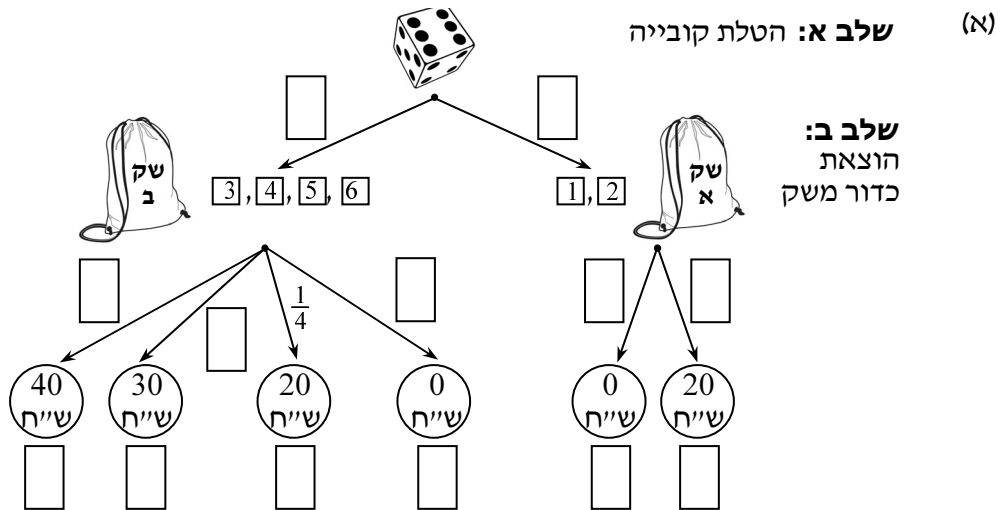 (א)
שלב א: הטלת קובייה
שלב ב:
הוצאת
כדור משק
שק
א
1, 2
3, 4, 5, 6
שק
ב
1/4
20
ש״ח
0
ש״ח
0
ש״ח
20
ש״ח
30
ש״ח
40
ש״ח